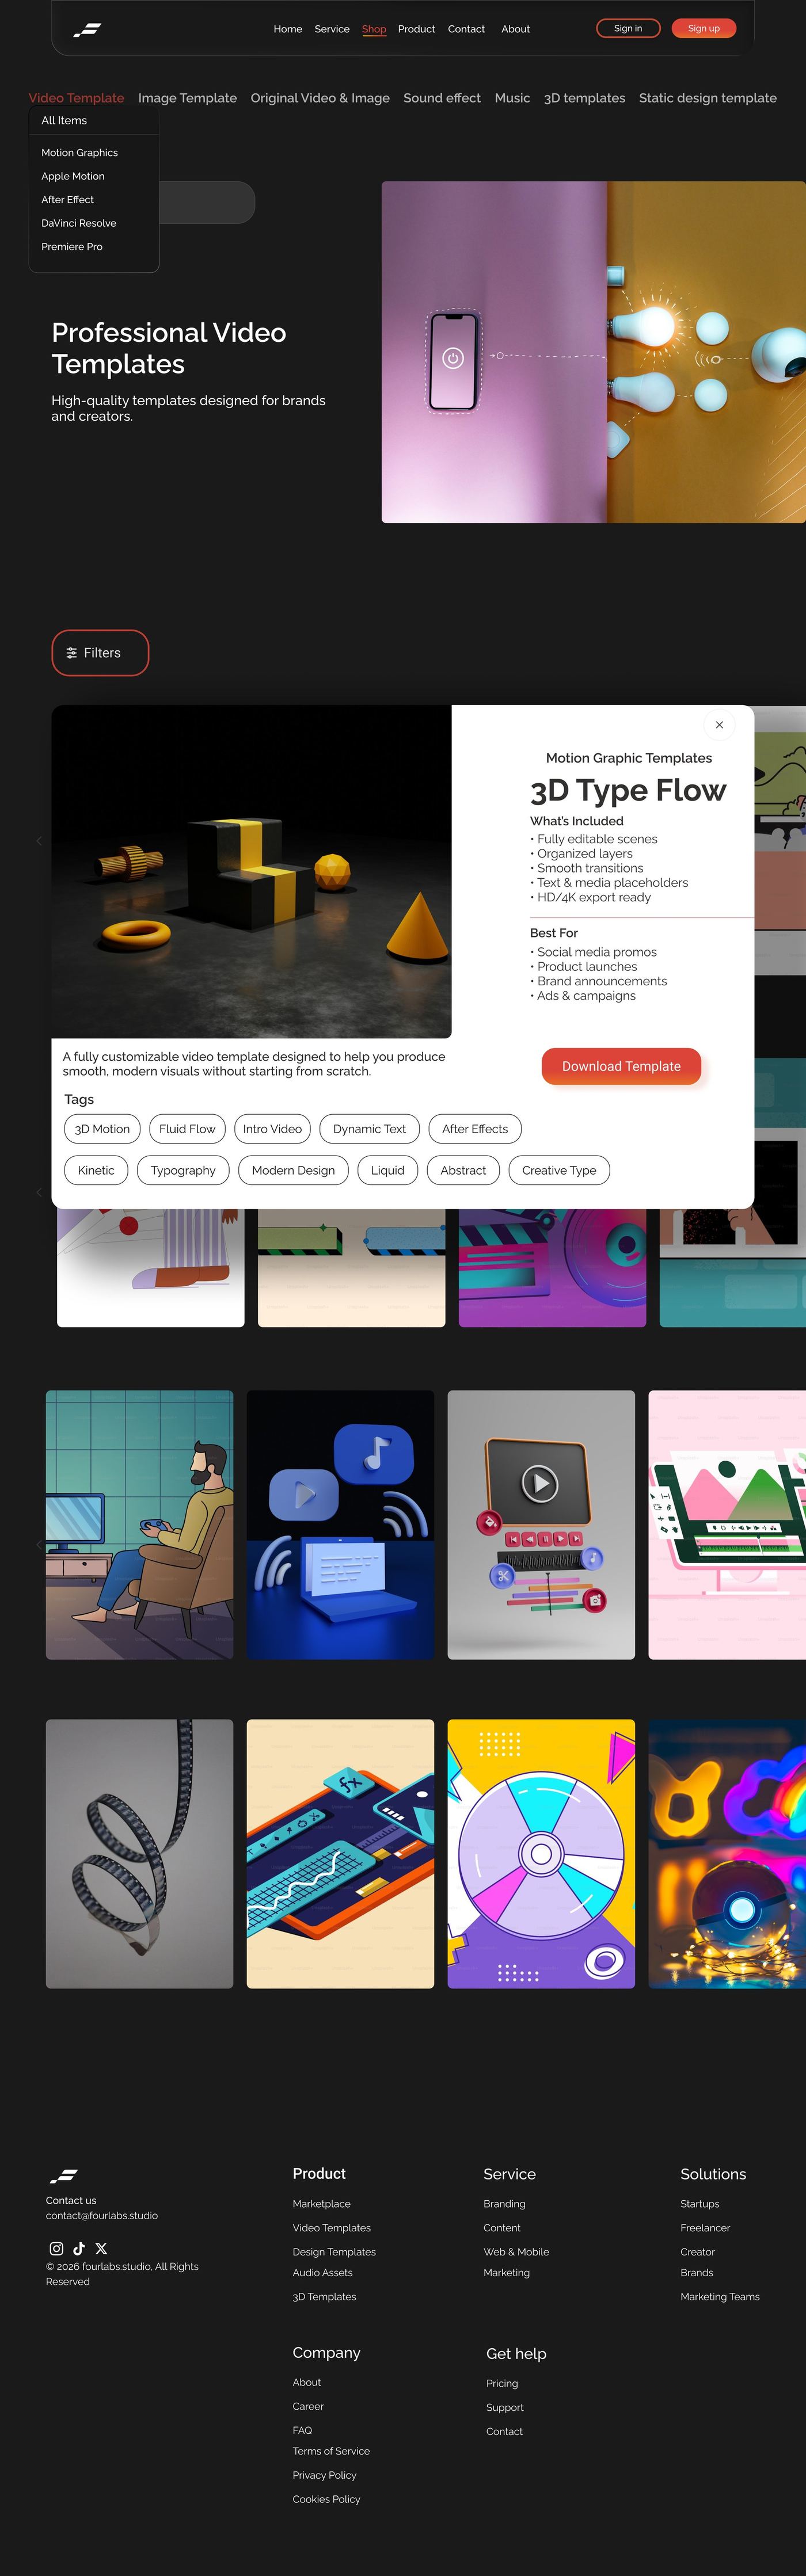 Home Service Shop Product Contact About Sign in Sign up
Video Template Image Template Original Video & Image Sound effect Music 3D templates Static design template
All Items
Motion Graphics
Apple Motion
After Effect
DaVinci Resolve
Premiere Pro
Professional Video
Templates
High-quality templates designed for brands
and creators.
Filters
Motion Graphic Templates
3D Type Flow
What's Included
• Fully editable scenes
• Organized layers
• Smooth transitions
• Text & media placeholders
• HD/4K export ready
Best For
• Social media promos
• Product launches
• Brand announcements
• Ads & campaigns
Download Template
A fully customizable video template designed to help you produce
smooth, modern visuals without starting from scratch.
Tags
3D Motion Fluid Flow Intro Video Dynamic Text After Effects
Kinetic Typography Modern Design Liquid Abstract Creative Type
fx
Contact us
contact@fourlabs.studio
© 2026 fourlabs.studio, All Rights
Reserved
Product
Marketplace
Video Templates
Design Templates
Audio Assets
3D Templates
Service
Branding
Content
Web & Mobile
Marketing
Solutions
Startups
Freelancer
Creator
Brands
Marketing Teams
Company
About
Career
FAQ
Terms of Service
Privacy Policy
Cookies Policy
Get help
Pricing
Support
Contact